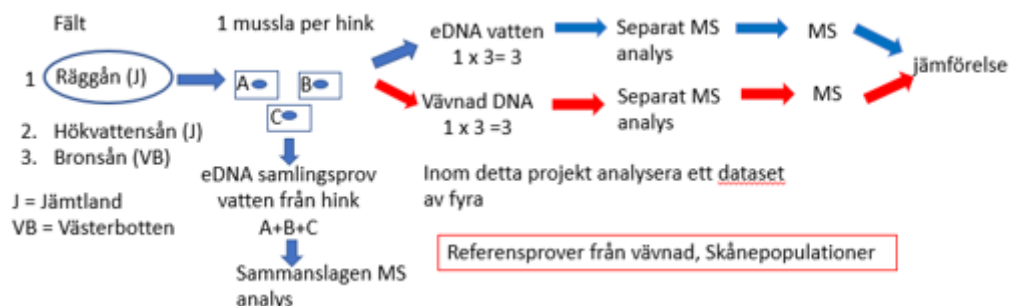 Fält
1 mussla per hink
eDNA vatten
1 x 3= 3
Separat MS
analys
MS
jämförelse
1 Räggån (J)
A
B
C
Vävnad DNA
1 x 3 =3
Separat MS
analys
MS
2. Hökvattensån (J)
3. Bronsån (VB)
J = Jämtland
VB = Västerbotten
eDNA samlingsprov
vatten från hink
A+B+C
Sammanslagen MS
analys
Inom detta projekt analysera ett dataset
av fyra
Referensprover från vävnad, Skånepopulationer